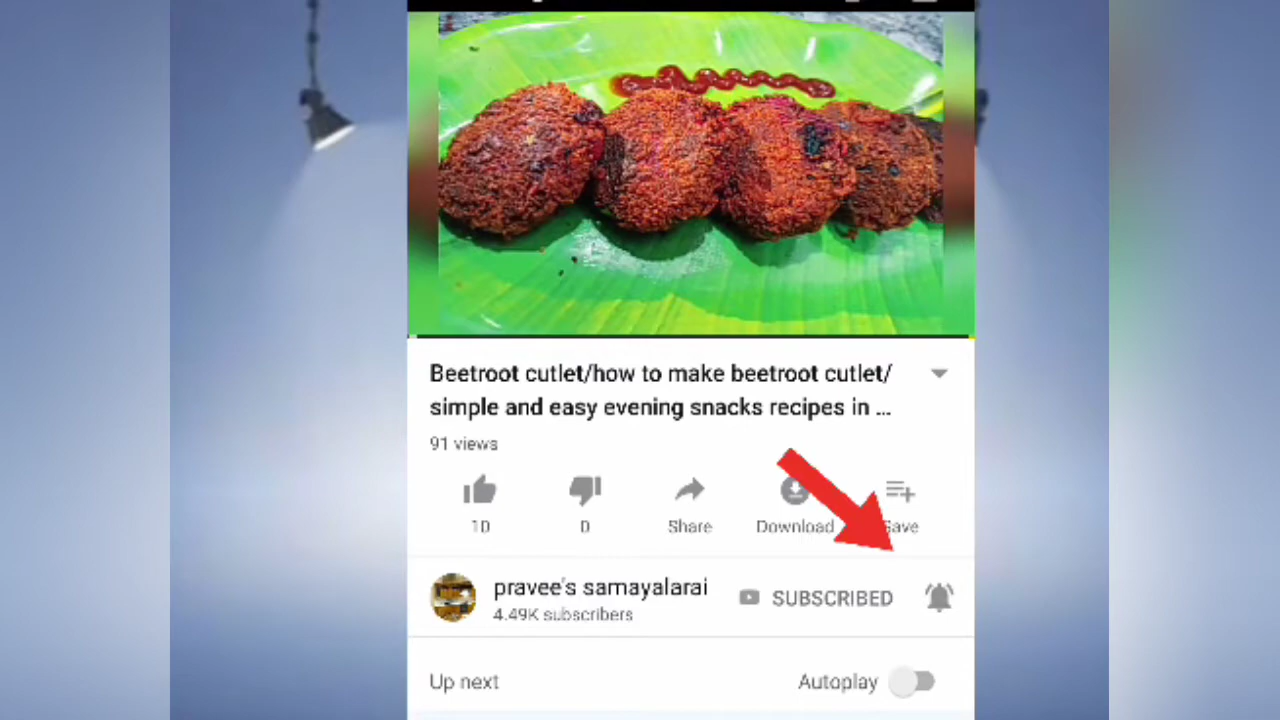 Beetroot cutlet/how to make beetroot cutlet/
simple and easy evening snacks recipes in ...
91 views
10 0 Share Download Save
pravee's samayalarai SUBSCRIBED
4.49K subscribers
Up next Autoplay